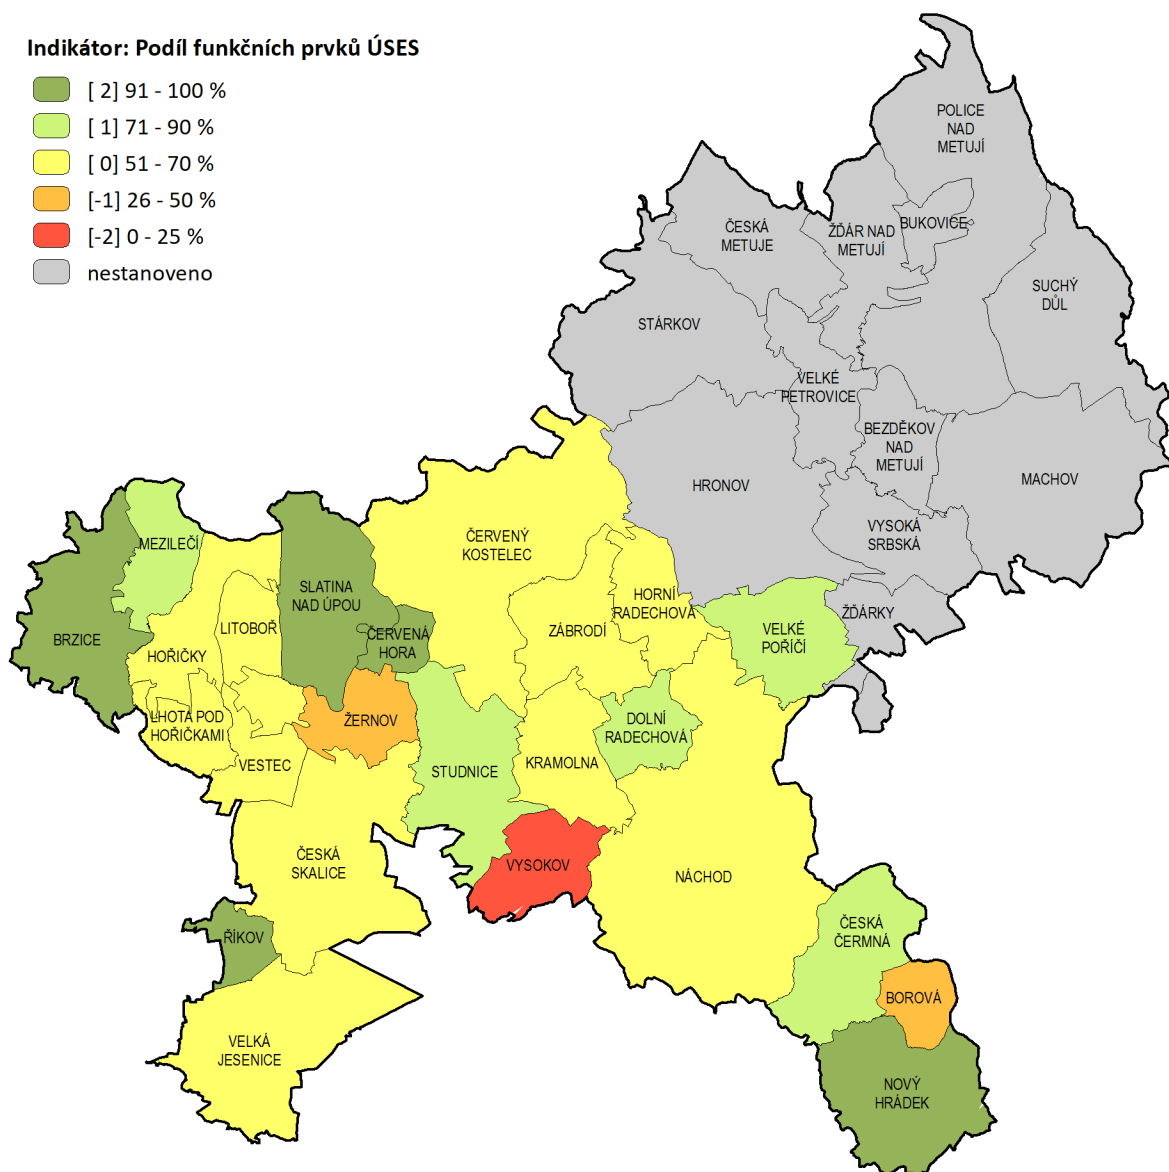 Indikátor: Podíl funkčních prvků ÚSES
[ 2] 91 - 100 %
[ 1] 71 - 90 %
[ 0] 51 - 70 %
[-1] 26 - 50 %
[-2] 0 - 25 %
nestanoveno
POLICE
NAD
METUJÍ
ČESKÁ
METUJE
ŽĎÁR NAD
METUJÍ
BUKOVICE
SUCHÝ
DŮL
STÁRKOV
VELKÉ
PETROVICE
BEZDĚKOV
NAD
METUJÍ
HRONOV
MACHOV
VYSOKÁ
SRBSKÁ
ČERVENÝ
KOSTELEC
MEZILEČÍ
SLATINA
NAD ÚPOU
HORNÍ
RADECHOVÁ
ŽĎÁRKY
BRZICE
LITOBOŘ
ČERVENÁ
HORA
ZÁBRODÍ
VELKÉ
POŘÍČÍ
HOŘIČKY
LHOTA POD
HOŘIČKAMI
ŽERNOV
DOLNÍ
RADECHOVÁ
VESTEC
STUDNICE
KRAMOLNA
ČESKÁ
SKALICE
VYSOKOV
NÁCHOD
ŘÍKOV
ČESKÁ
ČERMNÁ
BOROVÁ
VELKÁ
JESENICE
NOVÝ
HRÁDEK